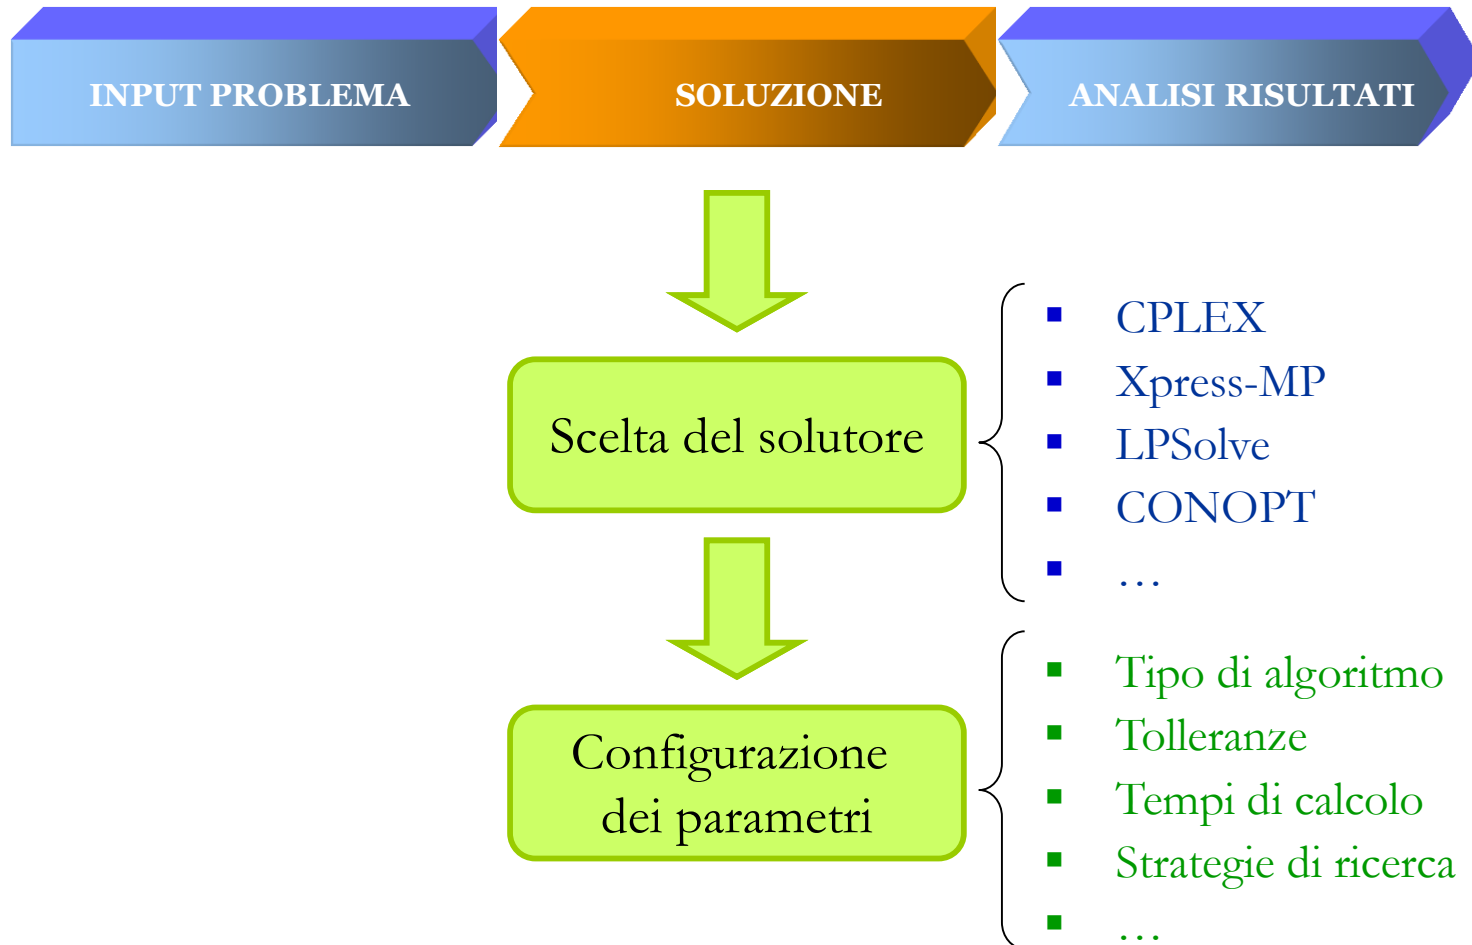 INPUT PROBLEMA
SOLUZIONE
ANALISI RISULTATI
Scelta del solutore
CPLEX
Xpress-MP
LPSolve
CONOPT
…
Configurazione
dei parametri
Tipo di algoritmo
Tolleranze
Tempi di calcolo
Strategie di ricerca
…